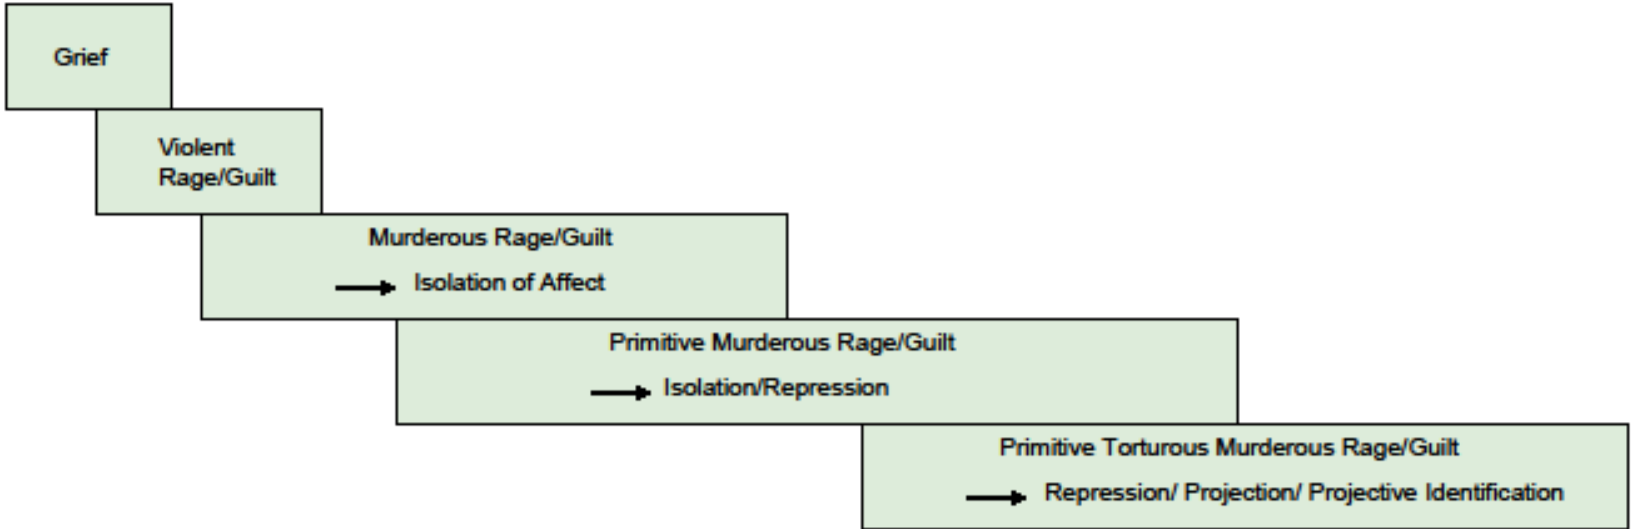 Grief
Violent
Rage/Guilt
Murderous Rage/Guilt
Isolation of Affect
Primitive Murderous Rage/Guilt
Isolation/Repression
Primitive Torturous Murderous Rage/Guilt
Repression/ Projection/ Projective Identification